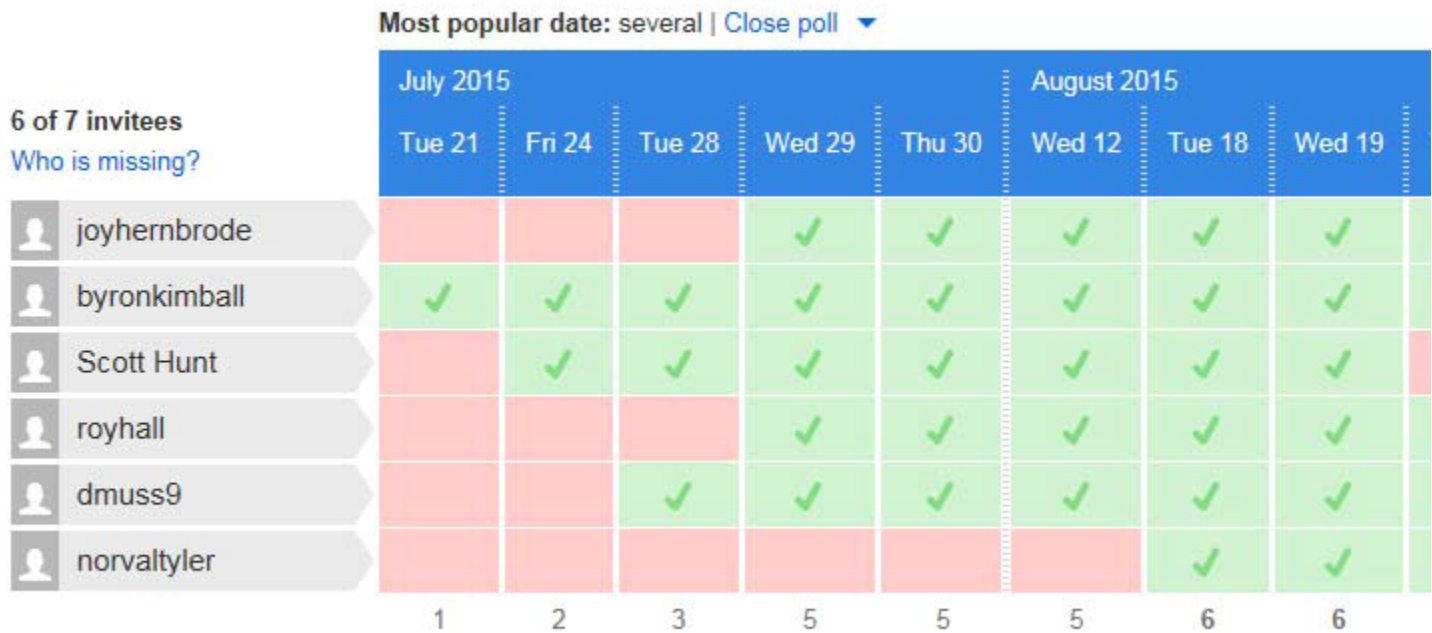 Most popular date: several | Close poll
July 2015 August 2015
6 of 7 invitees
Who is missing?
Tue 21 Fri 24 Tue 28 Wed 29 Thu 30 Wed 12 Tue 18 Wed 19
joyhernbrode
byronkimball
Scott Hunt
royhall
dmuss9
norvaltyler
1 2 3 5 5 5 6 6